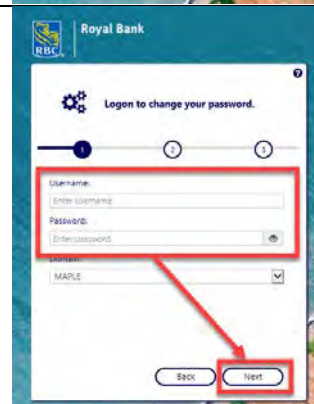 Royal Bank
RBC
?
Logon to change your password.
1
2
3
Username:
Enter username
Password:
Enter password
Domain:
MAPLE
Back
Next